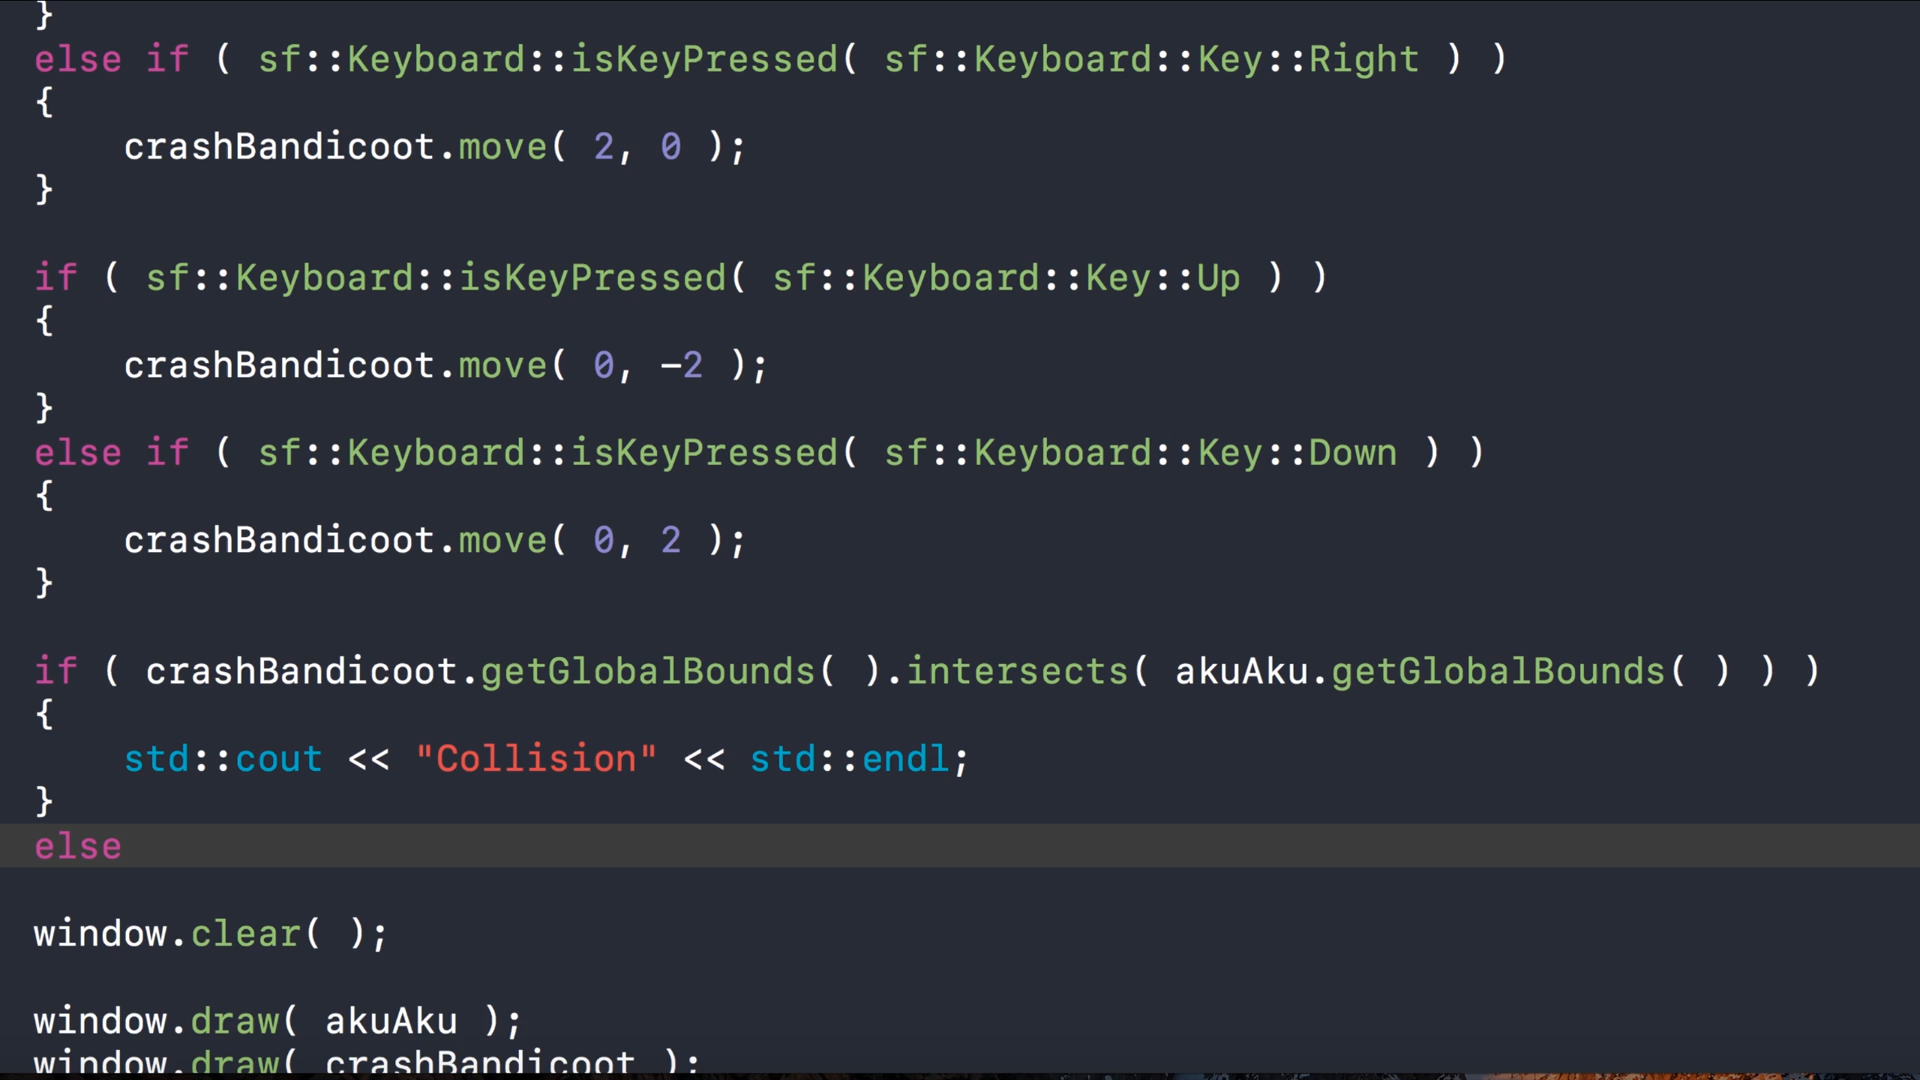 }
else if ( sf::Keyboard::isKeyPressed( sf::Keyboard::Key::Right ) )
{
    crashBandicoot.move( 2, 0 );
}

if ( sf::Keyboard::isKeyPressed( sf::Keyboard::Key::Up ) )
{
    crashBandicoot.move( 0, -2 );
}
else if ( sf::Keyboard::isKeyPressed( sf::Keyboard::Key::Down ) )
{
    crashBandicoot.move( 0, 2 );
}

if ( crashBandicoot.getGlobalBounds( ).intersects( akuAku.getGlobalBounds( ) ) )
{
    std::cout << "Collision" << std::endl;
}
else

window.clear( );

window.draw( akuAku );
window.draw( crashBandicoot );